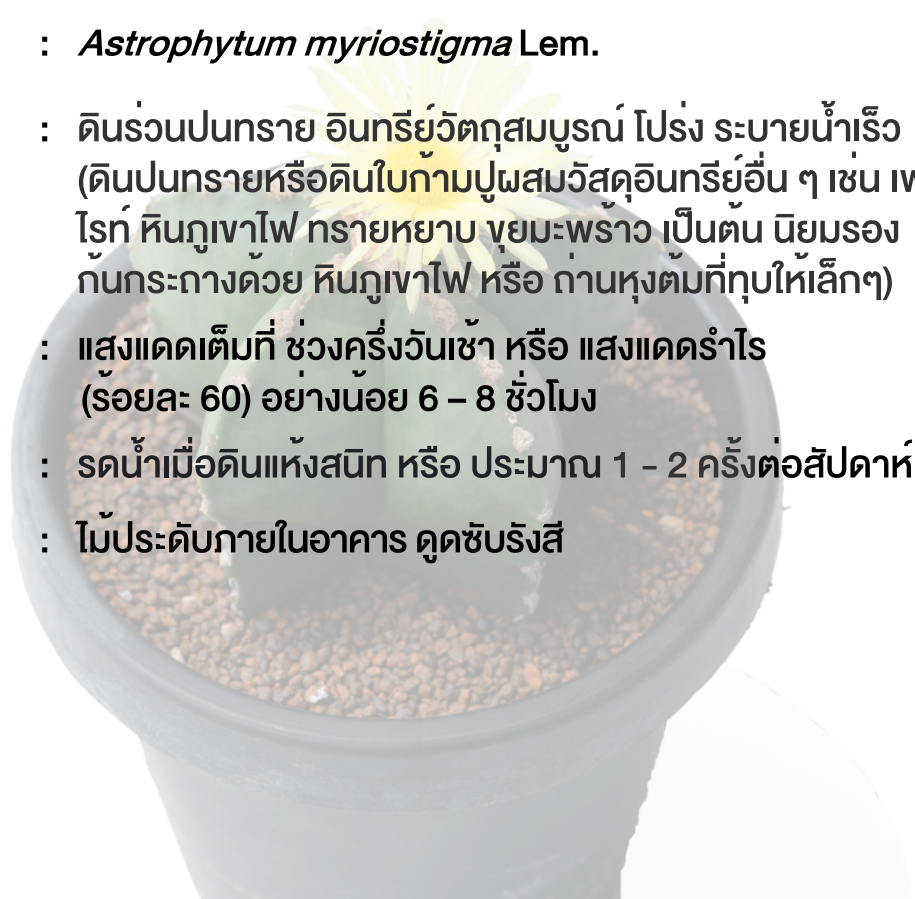 : Astrophytum myriostigma Lem.
: ดินร่วนปนทราย อินทรีย์วัตถุสมบูรณ์ โปร่ง ระบายน้ำเร็ว
(ดินปนทรายหรือดินใบก้ามปูผสมวัสดุอินทรีย์อื่น ๆ เช่น
ไรท์ หินภูเขาไฟ ทรายหยาบ ขุยมะพร้าว เป็นต้น นิยมรอง
ก้นกระถางด้วย หินภูเขาไฟ หรือ ถ่านหุงต้มที่ทุบให้เล็กๆ)
: แสงแดดเต็มที่ ช่วงครึ่งวันเช้า หรือ แสงแดดรำไร
(ร้อยละ 60) อย่างน้อย 6 – 8 ชั่วโมง
: รดน้ำเมื่อดินแห้งสนิท หรือ ประมาณ 1 - 2 ครั้งต่อสัปดาห์
: ไม้ประดับภายในอาคาร ดูดซับรังสี